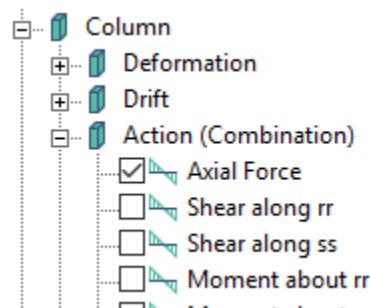 Column
Deformation
Drift
Action (Combination)
Axial Force
Shear along rr
Shear along ss
Moment about rr